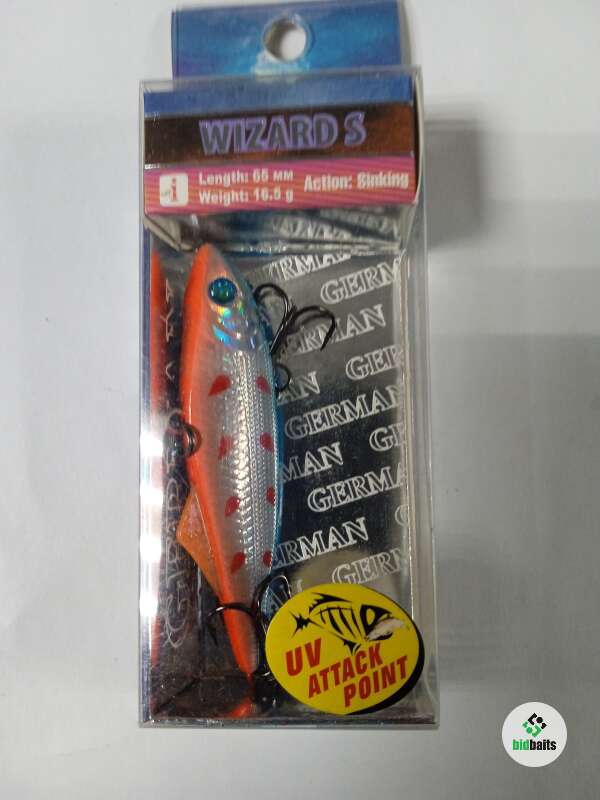 WIZARD S
i
Length: 65 мм
Weight: 16.5 g
Action: Sinking
GERMAN
GERMAN
GERMAN
GERMAN
GERMAN
GERMAN
UV
ATTACK
POINT
bidbaits